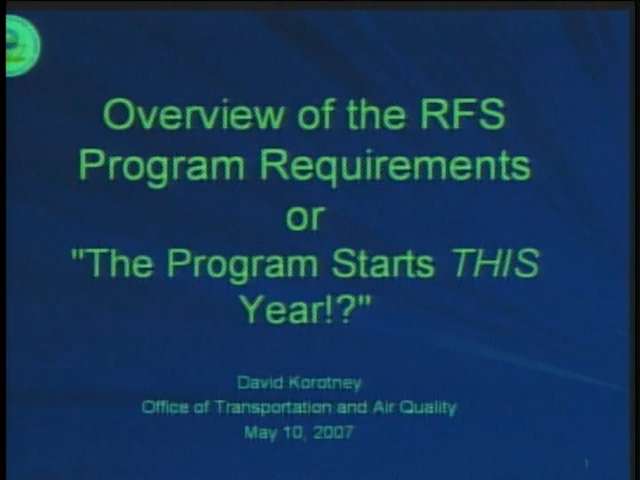 Overview of the RFS
Program Requirements
or
"The Program Starts THIS
Year!?"
David Korotney
Office of Transportation and Air Quality
May 10, 2007
1